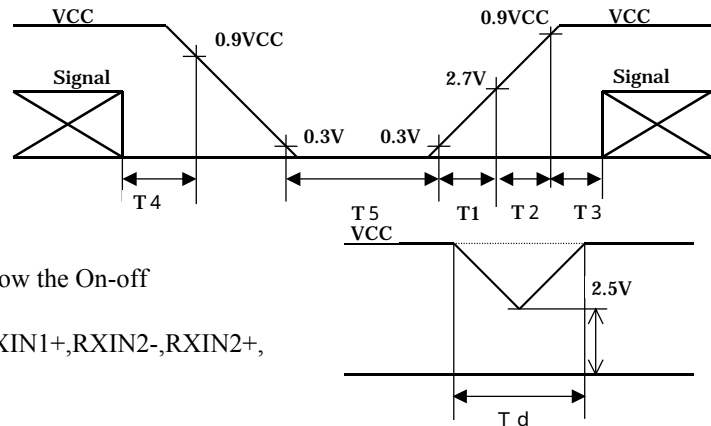 VCC 0.9VCC VCC
0.9VCC
Signal 2.7V Signal
0.3V 0.3V
T4 T5 T1 T2 T3
VCC
ow the On-off
2.5V
XIN1+,RXIN2-,RXIN2+,
Td